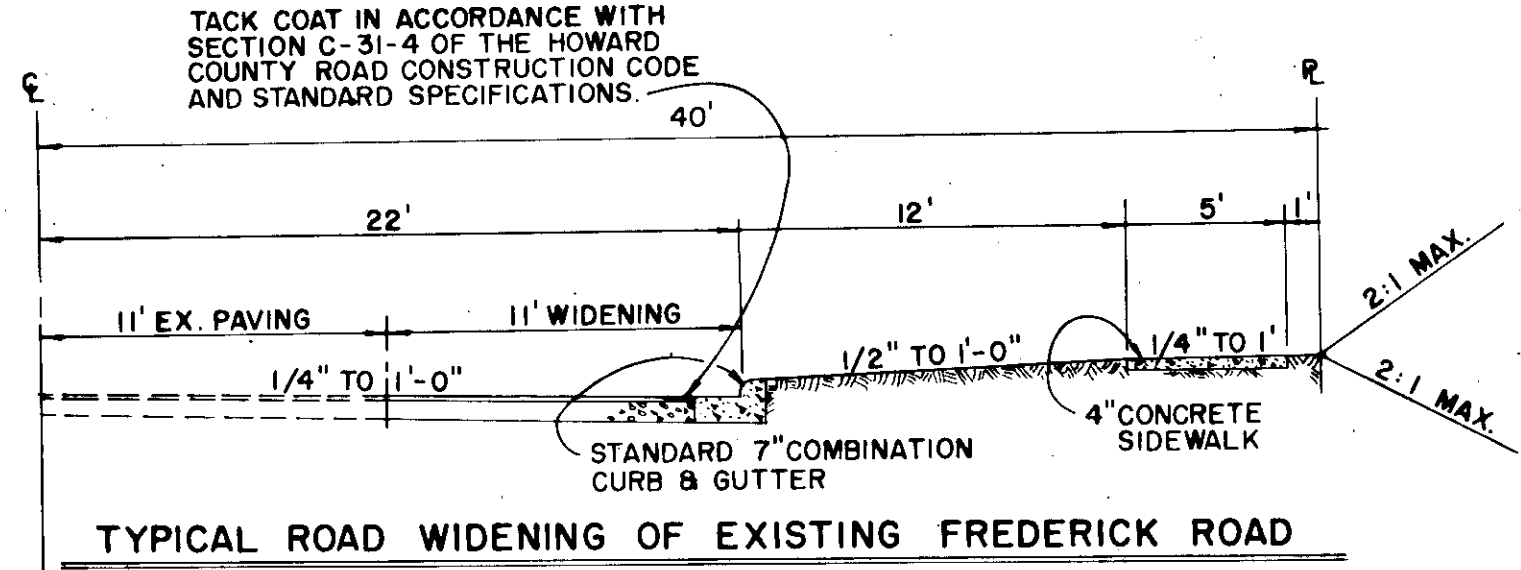 TACK COAT IN ACCORDANCE WITH
SECTION C-31-4 OF THE HOWARD
COUNTY ROAD CONSTRUCTION CODE
AND STANDARD SPECIFICATIONS.
℄
PL
40'
22'
12'
5'
1'
11' EX. PAVING
11' WIDENING
2:1 MAX.
1/4" TO 1'-0"
1/2" TO 1'-0"
1/4" TO 1'
2:1 MAX.
STANDARD 7" COMBINATION
CURB & GUTTER
4" CONCRETE
SIDEWALK
TYPICAL ROAD WIDENING OF EXISTING FREDERICK ROAD